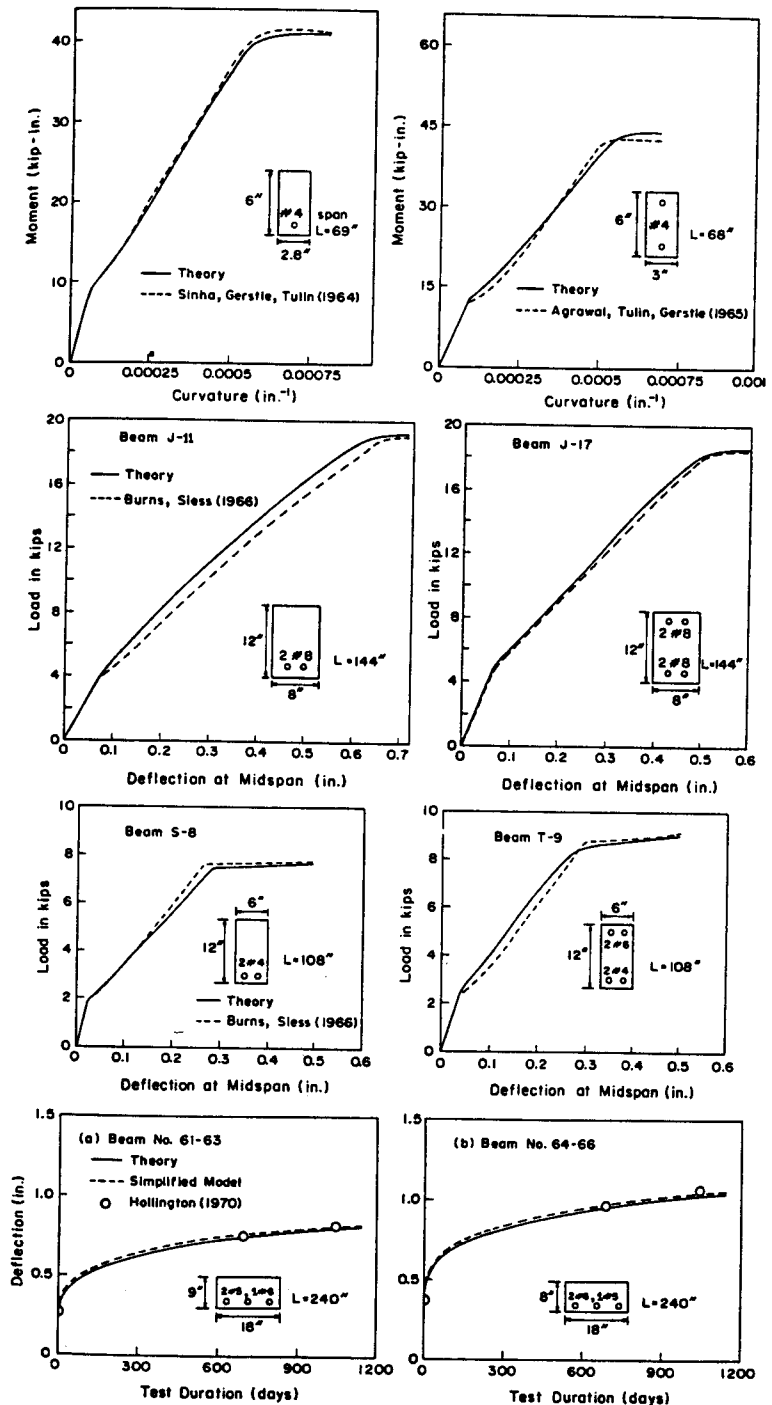 Moment (kip-in.)
40
30
20
10
0
6"
#4
2.8"
span
L=69"
Theory
Sinha, Gerstle, Tulin (1964)
0 0.00025 0.0005 0.00075
Curvature (in.⁻¹)
Moment (kip-in.)
60
45
30
15
0
6"
#4
3"
L=68"
Theory
Agrawal, Tulin, Gerstle (1965)
0 0.00025 0.0005 0.00075 0.001
Curvature (in.⁻¹)
Load in kips
20
16
12
8
4
0
Beam J-11
Theory
Burns, Siess (1966)
12"
2 #8
8"
L=144"
0 0.1 0.2 0.3 0.4 0.5 0.6 0.7
Deflection at Midspan (in.)
Load in kips
20
16
12
8
4
0
Beam J-17
12"
2 #8
2 #8
8"
L=144"
0 0.1 0.2 0.3 0.4 0.5 0.6
Deflection at Midspan (in.)
Load in kips
10
8
6
4
2
0
Beam S-8
6"
12"
2#4
L=108"
Theory
Burns, Siess (1966)
0 0.1 0.2 0.3 0.4 0.5 0.6
Deflection at Midspan (in.)
Load in kips
10
8
6
4
2
0
Beam T-9
6"
12"
2#6
2#4
L=108"
0 0.1 0.2 0.3 0.4 0.5 0.6
Deflection at Midspan (in.)
Deflection (in.)
1.5
1.0
0.5
0
(a) Beam No. 61-63
Theory
Simplified Model
Hollington (1970)
9"
18"
L=240"
0 300 600 900 1200
Test Duration (days)
1.5
1.0
0.5
0
(b) Beam No. 64-66
8"
18"
L=240"
0 300 600 900 1200
Test Duration (days)